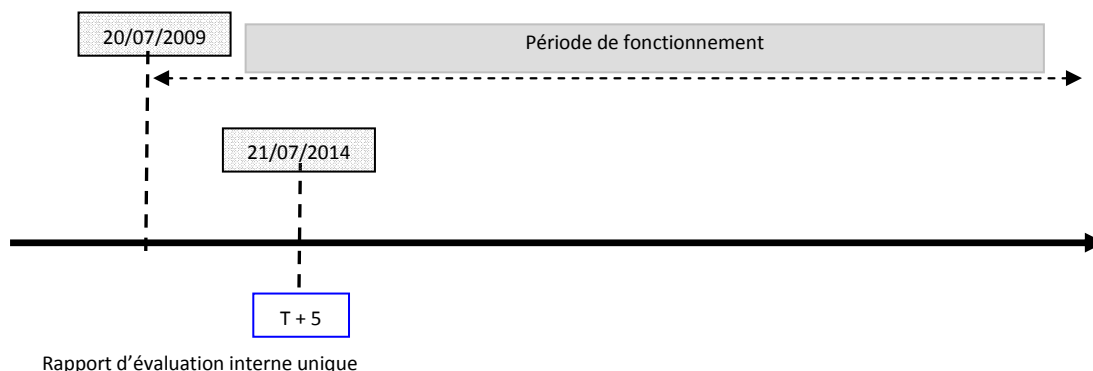 20/07/2009
Période de fonctionnement
21/07/2014
T + 5
Rapport d’évaluation interne unique